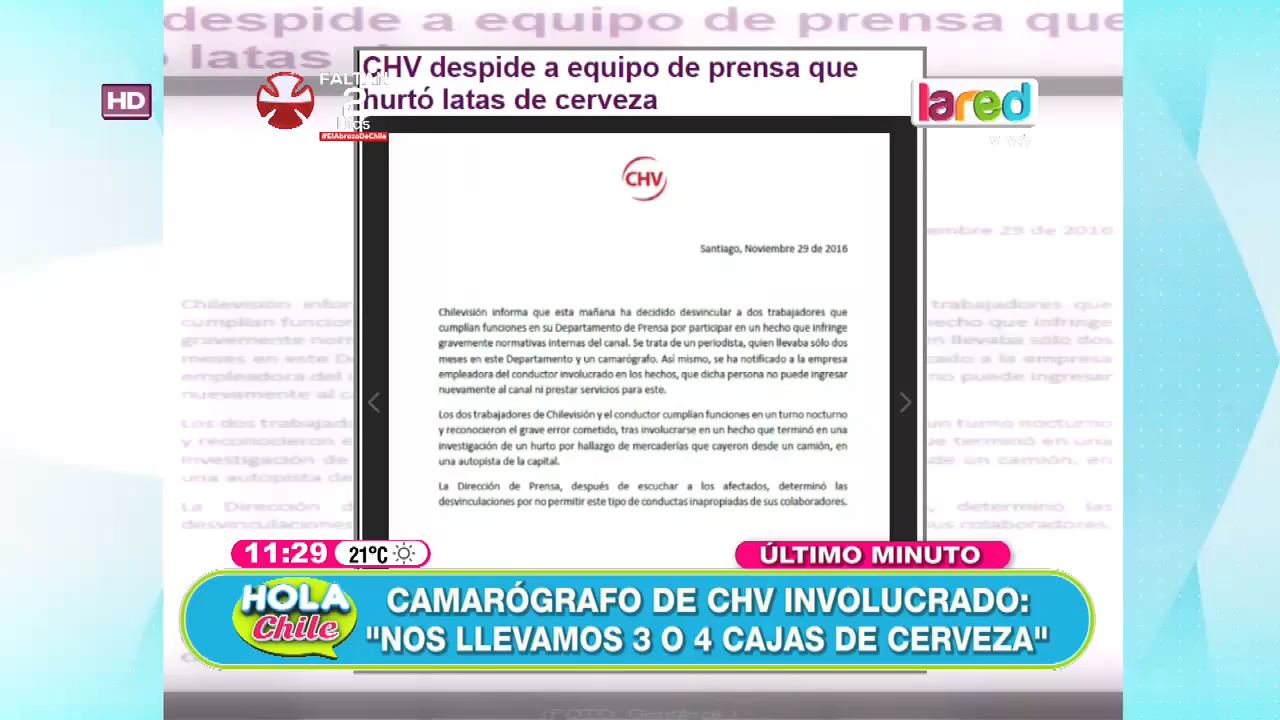 despide a equipo de prensa que
latas
CHV despide a equipo de prensa que
hurtó latas de cerveza
HD
FALTAN
2
Días
#ElAbrazoDeChile
lared
vivo
CHV
Santiago, Noviembre 29 de 2016
Chilevisión informa que esta mañana ha decidido desvincular a dos trabajadores que
cumplían funciones en su Departamento de Prensa por participar en un hecho que infringe
gravemente normativas internas del canal. Se trata de un periodista, quien llevaba sólo dos
meses en este Departamento y un camarógrafo. Así mismo, se ha notificado a la empresa
empleadora del conductor involucrado en los hechos, que dicha persona no puede ingresar
nuevamente al canal ni prestar servicios para este.
Los dos trabajadores de Chilevisión y el conductor cumplían funciones en un turno nocturno
y reconocieron el grave error cometido, tras involucrarse en un hecho que terminó en una
investigación de un hurto por hallazgo de mercaderías que cayeron desde un camión, en
una autopista de la capital.
La Dirección de Prensa, después de escuchar a los afectados, determinó las
desvinculaciones por no permitir este tipo de conductas inapropiadas de sus colaboradores.
11:29 21°C
ÚLTIMO MINUTO
HOLA
Chile
CAMARÓGRAFO DE CHV INVOLUCRADO:
"NOS LLEVAMOS 3 O 4 CAJAS DE CERVEZA"